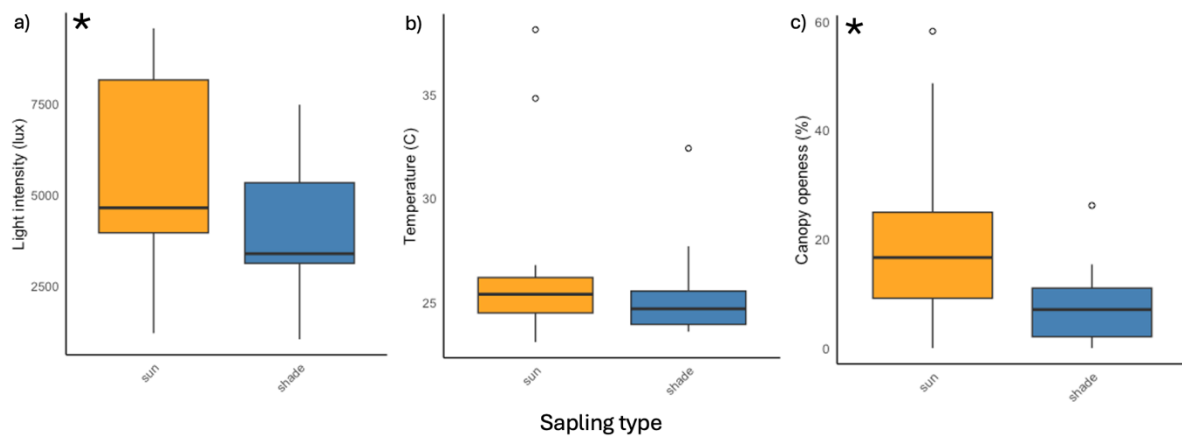 a) *
Light intensity (lux)
7500
5000
2500
sun
shade
b)
Temperature (C)
35
30
25
sun
shade
c) *
Canopy openess (%)
60
40
20
0
sun
shade
Sapling type